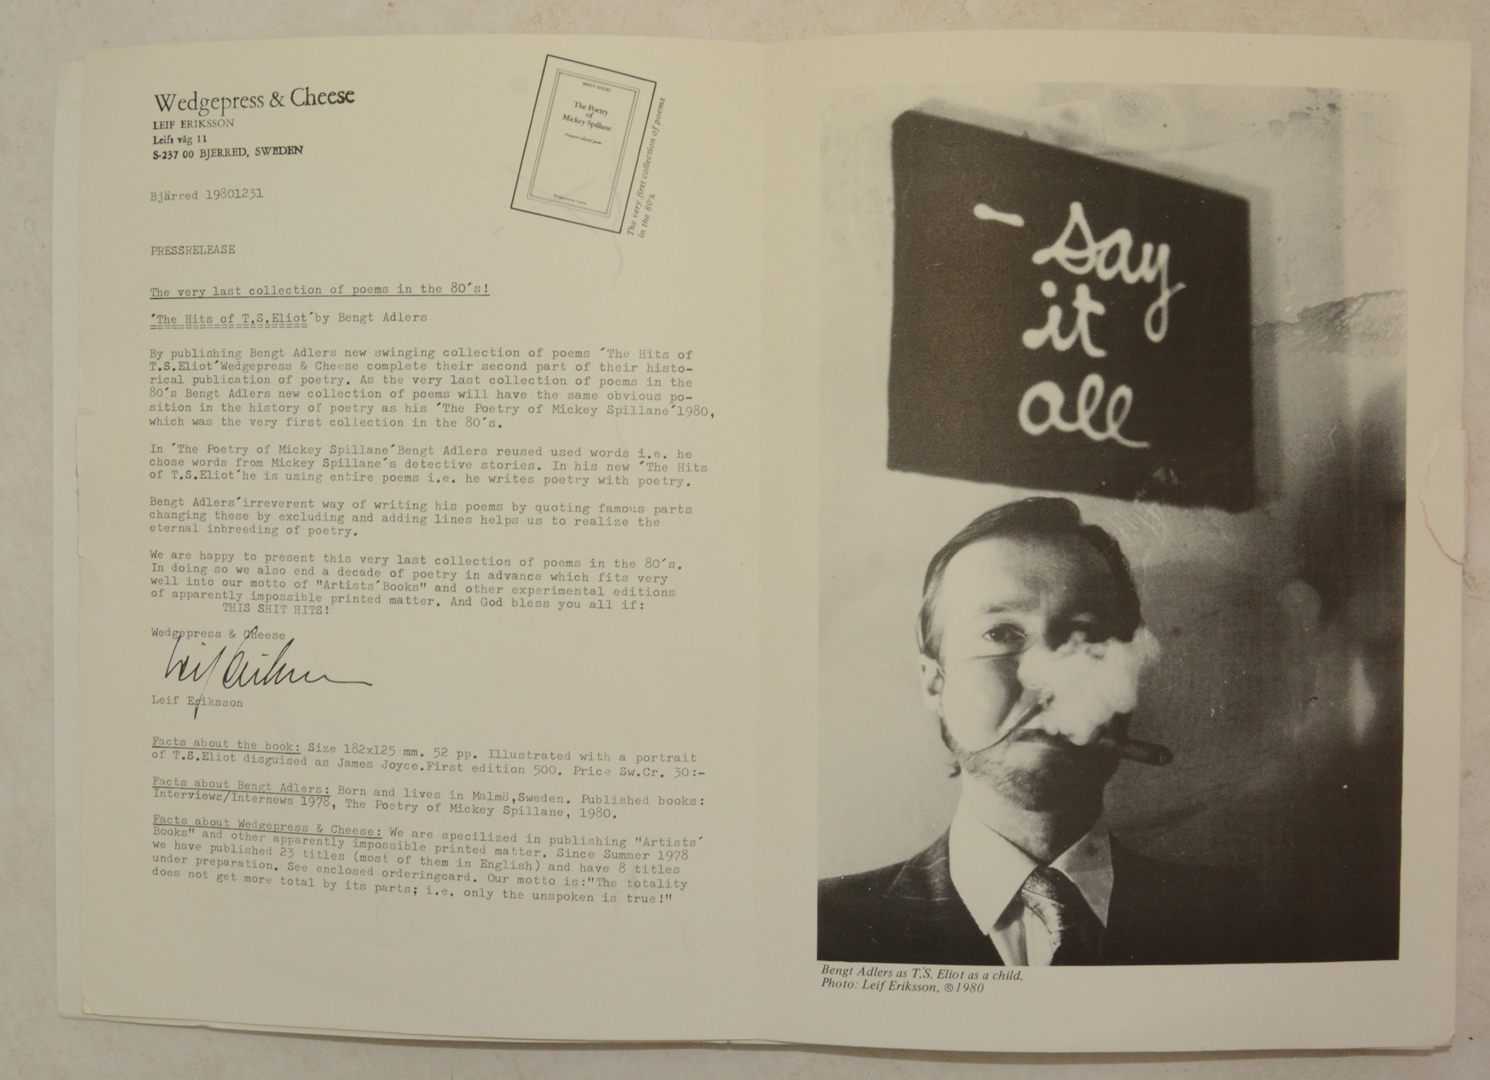 Wedgepress & Cheese
LEIF ERIKSSON
Leifs väg 11
S-237 00 BJERRED, SWEDEN
BENGT ADLERS
The Poetry
of
Mickey Spillane
Wedgepress & Cheese
The very first collection of poems
in the 80's.
Bjärred 19801231
PRESSRELEASE
The very last collection of poems in the 80´s!
´The Hits of T.S.Eliot´by Bengt Adlers
By publishing Bengt Adlers new swinging collection of poems ´The Hits of
T.S.Eliot´Wedgepress & Cheese complete their second part of their histo-
rical publication of poetry. As the very last collection of poems in the
80´s Bengt Adlers new collection of poems will have the same obvious po-
sition in the history of poetry as his ´The Poetry of Mickey Spillane´1980,
which was the very first collection in the 80´s.
In ´The Poetry of Mickey Spillane´Bengt Adlers reused used words i.e. he
chose words from Mickey Spillane´s detective stories. In his new ´The Hits
of T.S.Eliot´he is using entire poems i.e. he writes poetry with poetry.
Bengt Adlers´irreverent way of writing his poems by quoting famous parts
changing these by excluding and adding lines helps us to realize the
eternal inbreeding of poetry.
We are happy to present this very last collection of poems in the 80´s.
In doing so we also end a decade of poetry in advance which fits very
well into our motto of "Artists´Books" and other experimental editions
of apparently impossible printed matter. And God bless you all if:
THIS SHIT HITS!
Wedgepress & Cheese
Leif Eriksson
Leif Eriksson
Facts about the book: Size 182x125 mm. 52 pp. Illustrated with a portrait
of T.S.Eliot disguised as James Joyce.First edition 500. Price Sw.Cr. 30:-
Facts about Bengt Adlers: Born and lives in Malmö,Sweden. Published books:
Interviews/Internews 1978, The Poetry of Mickey Spillane, 1980.
Facts about Wedgepress & Cheese: We are specilized in publishing "Artists´
Books" and other apparently impossible printed matter. Since Summer 1978
we have published 23 titles (most of them in English) and have 8 titles
under preparation. See enclosed orderingcard. Our motto is:"The totality
does not get more total by its parts; i.e. only the unspoken is true!"
- say
it
all
Bengt Adlers as T.S. Eliot as a child.
Photo: Leif Eriksson, ©1980